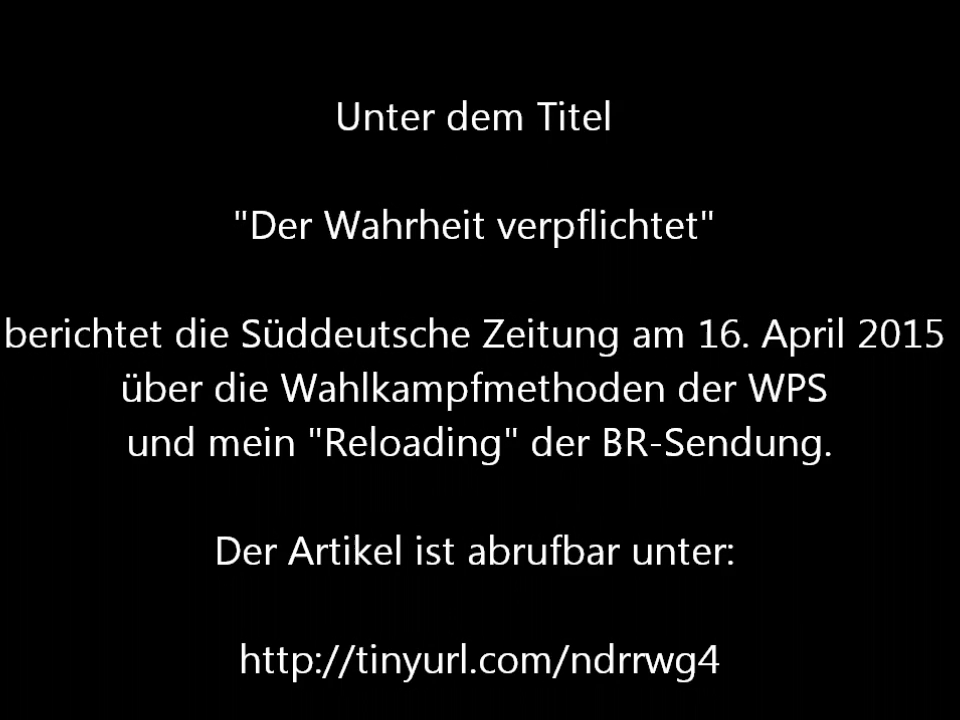 Unter dem Titel
"Der Wahrheit verpflichtet"
berichtet die Süddeutsche Zeitung am 16. April 2015
über die Wahlkampfmethoden der WPS
und mein "Reloading" der BR-Sendung.
Der Artikel ist abrufbar unter:
http://tinyurl.com/ndrrwg4